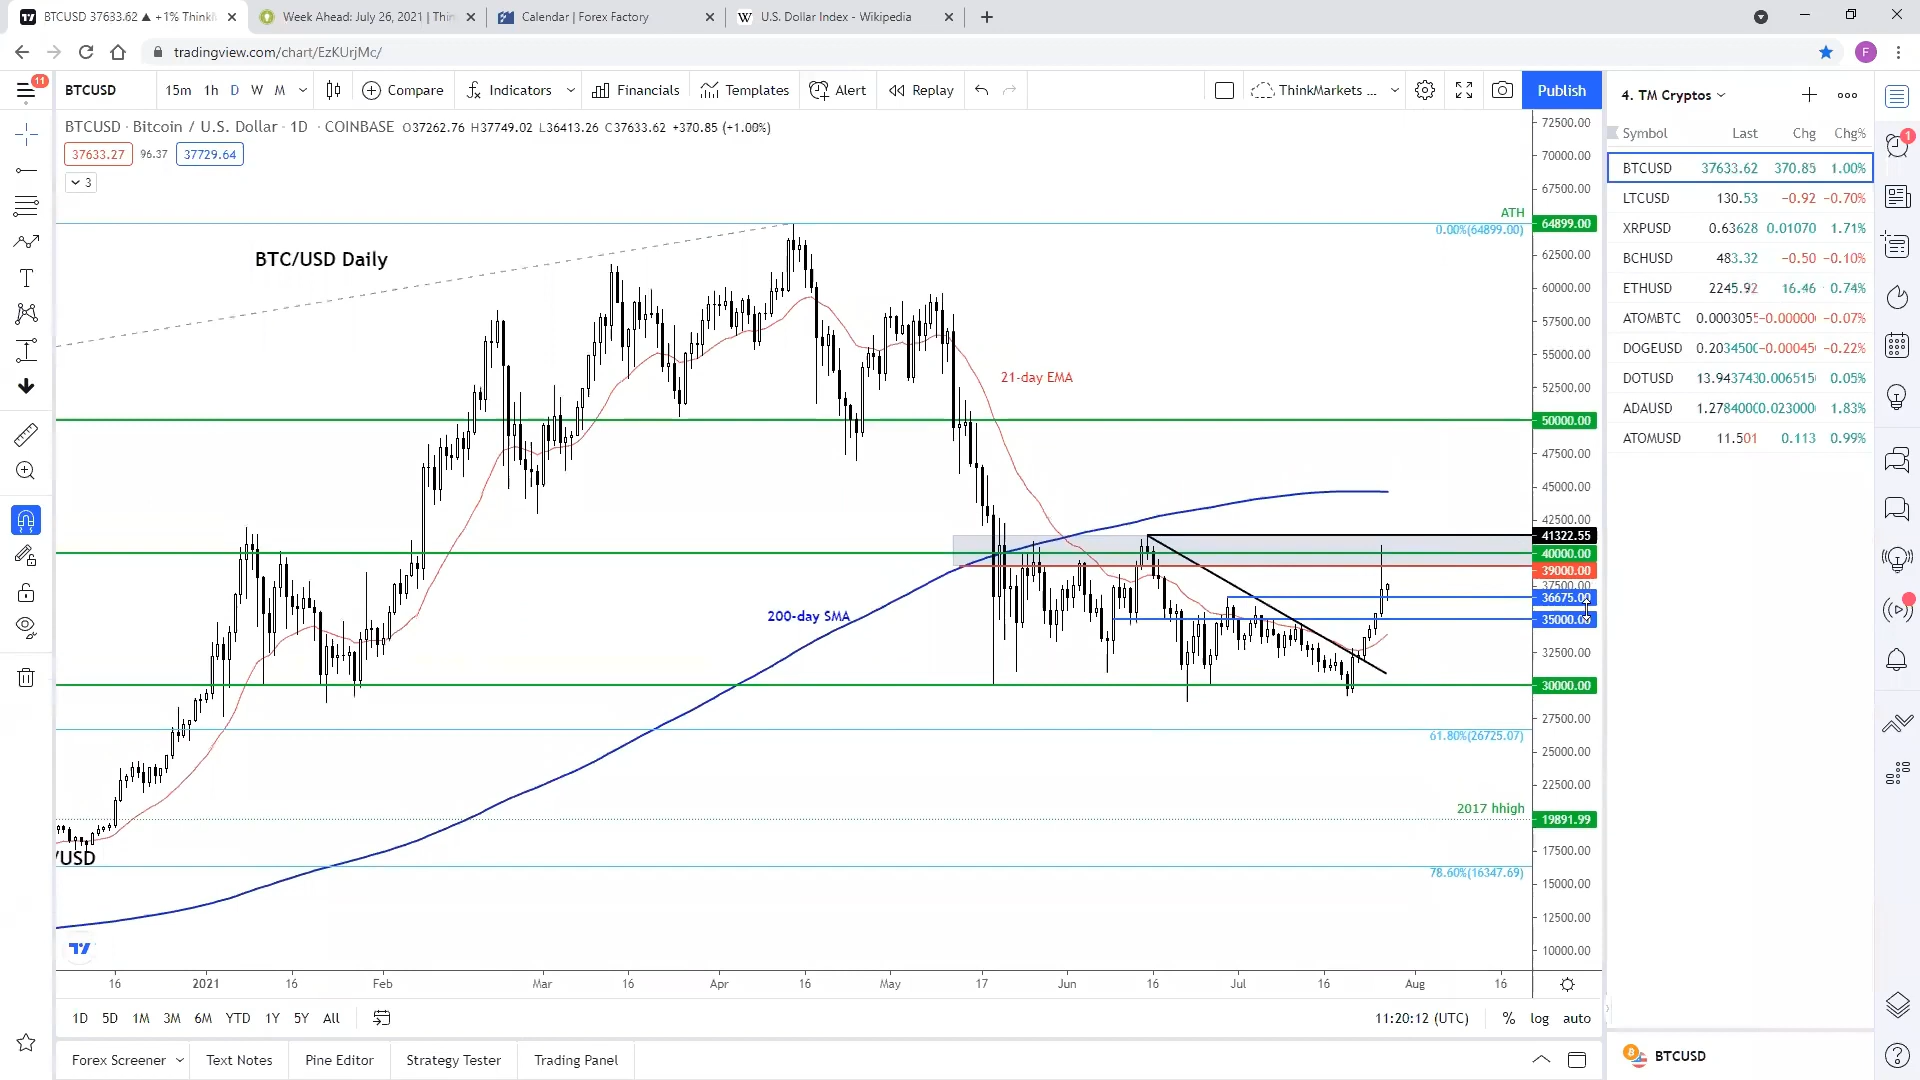 BTCUSD 37633.62 ▲ +1% Think
Week Ahead: July 26, 2021 | Thin
Calendar | Forex Factory
U.S. Dollar Index - Wikipedia
tradingview.com/chart/EzKUrjMc/
F
11
BTCUSD 15m 1h D W M Compare Indicators Financials Templates Alert Replay ThinkMarkets ... Publish
4. TM Cryptos
BTCUSD · Bitcoin / U.S. Dollar · 1D · COINBASE O37262.76 H37749.02 L36413.26 C37633.62 +370.85 (+1.00%)
37633.27 96.37 37729.64
3
BTC/USD Daily
ATH
0.00%(64899.00)
21-day EMA
200-day SMA
61.80%(26725.07)
2017 hhigh
/USD
78.60%(16347.69)
72500.00
70000.00
67500.00
64899.00
62500.00
60000.00
57500.00
55000.00
52500.00
50000.00
47500.00
45000.00
42500.00
41322.55
40000.00
39000.00
37500.00
36675.00
35000.00
32500.00
30000.00
27500.00
25000.00
22500.00
19891.99
17500.00
15000.00
12500.00
10000.00
16 2021 16 Feb Mar 16 Apr 16 May 17 Jun 16 Jul 16 Aug 16
1D 5D 1M 3M 6M YTD 1Y 5Y All
11:20:12 (UTC) % log auto
Forex Screener Text Notes Pine Editor Strategy Tester Trading Panel
Symbol Last Chg Chg%
BTCUSD 37633.62 370.85 1.00%
LTCUSD 130.53 −0.92 −0.70%
XRPUSD 0.63628 0.01070 1.71%
BCHUSD 483.32 −0.50 −0.10%
ETHUSD 2245.92 16.46 0.74%
ATOMBTC −0.07%
DOGEUSD −0.22%
DOTUSD 0.05%
ADAUSD 1.83%
ATOMUSD 11.501 0.113 0.99%
BTCUSD
1